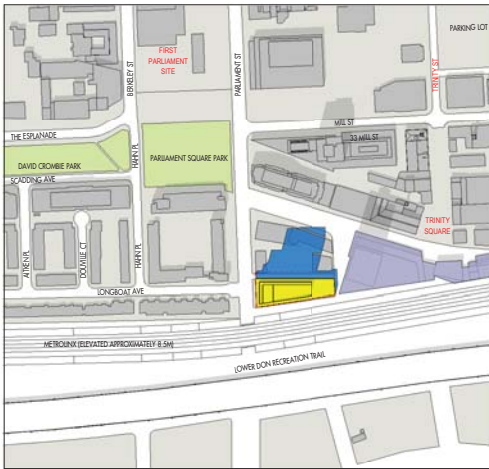 PARKING LOT
BERKELEY ST
FIRST
PARLIAMENT
SITE
PARLIAMENT ST
TRINITY ST
MILL ST
THE ESPLANADE
33 MILL ST
HAHN PL
DAVID CROMBIE PARK
PARLIAMENT SQUARE PARK
SCADDING AVE
AITKEN PL
DOUVILLE CT
HAHN PL
TRINITY
SQUARE
LONGBOAT AVE
METROLINX (ELEVATED APPROXIMATELY 8.5M)
LOWER DON RECREATION TRAIL